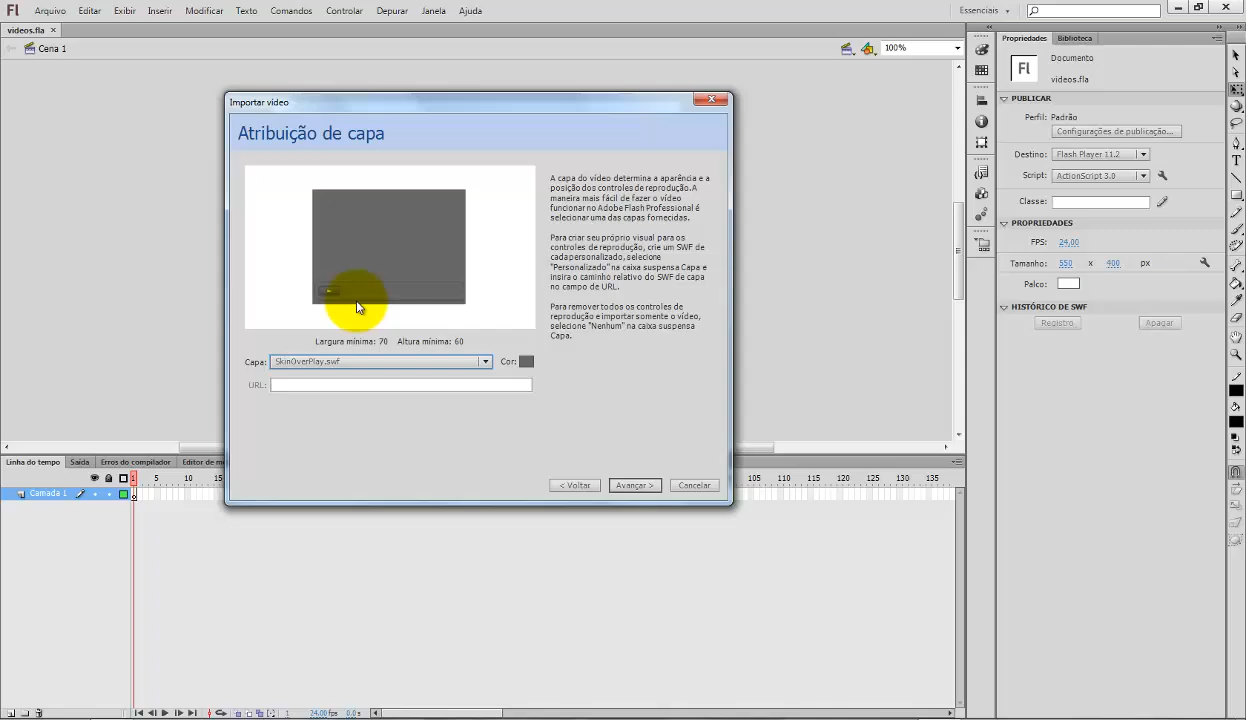 Fl Arquivo Editar Exibir Inserir Modificar Texto Comandos Controlar Depurar Janela Ajuda Essenciais
videos.fla
Cena 1 100%
Importar vídeo
Atribuição de capa
A capa do vídeo determina a aparência e a
posição dos controles de reprodução. A
maneira mais fácil de fazer o vídeo
funcionar no Adobe Flash Professional é
selecionar uma das capas fornecidas.
Para criar seu próprio visual para os
controles de reprodução, crie um SWF de
cada personalizado, selecione
"Personalizado" na caixa suspensa Capa e
insira o caminho relativo do SWF de capa
no campo de URL.
Para remover todos os controles de
reprodução e importar somente o vídeo,
selecione "Nenhum" na caixa suspensa
Capa.
Largura mínima: 70 Altura mínima: 60
Capa: SkinOverPlay.swf Cor:
URL:
< Voltar Avançar > Cancelar
Propriedades Biblioteca
Fl Documento
videos.fla
PUBLICAR
Perfil: Padrão
Configurações de publicação...
Destino: Flash Player 11.2
Script: ActionScript 3.0
Classe:
PROPRIEDADES
FPS: 24,00
Tamanho: 550 x 400 px
Palco:
HISTÓRICO DE SWF
Registro Apagar
Linha do tempo Saída Erros do compilador Editor de m
1 5 10 15 105 110 115 120 125 130 135
Camada 1
1 24,00 fps 0,0 s